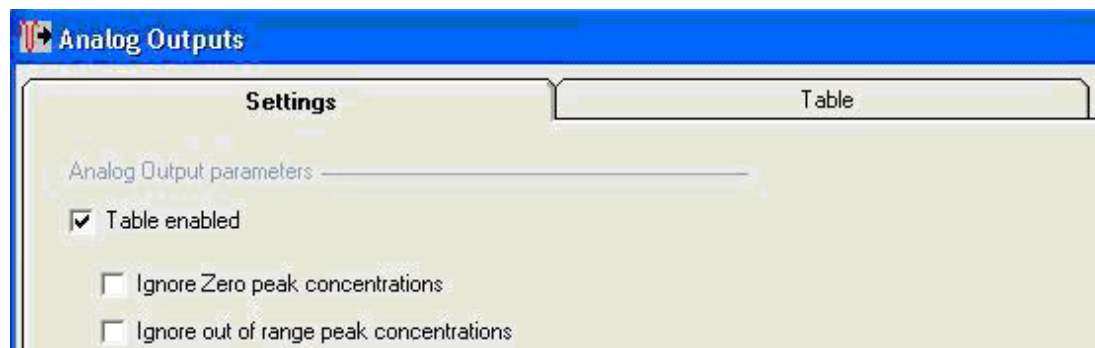 Analog Outputs
Settings Table
Analog Output parameters
Table enabled
Ignore Zero peak concentrations
Ignore out of range peak concentrations